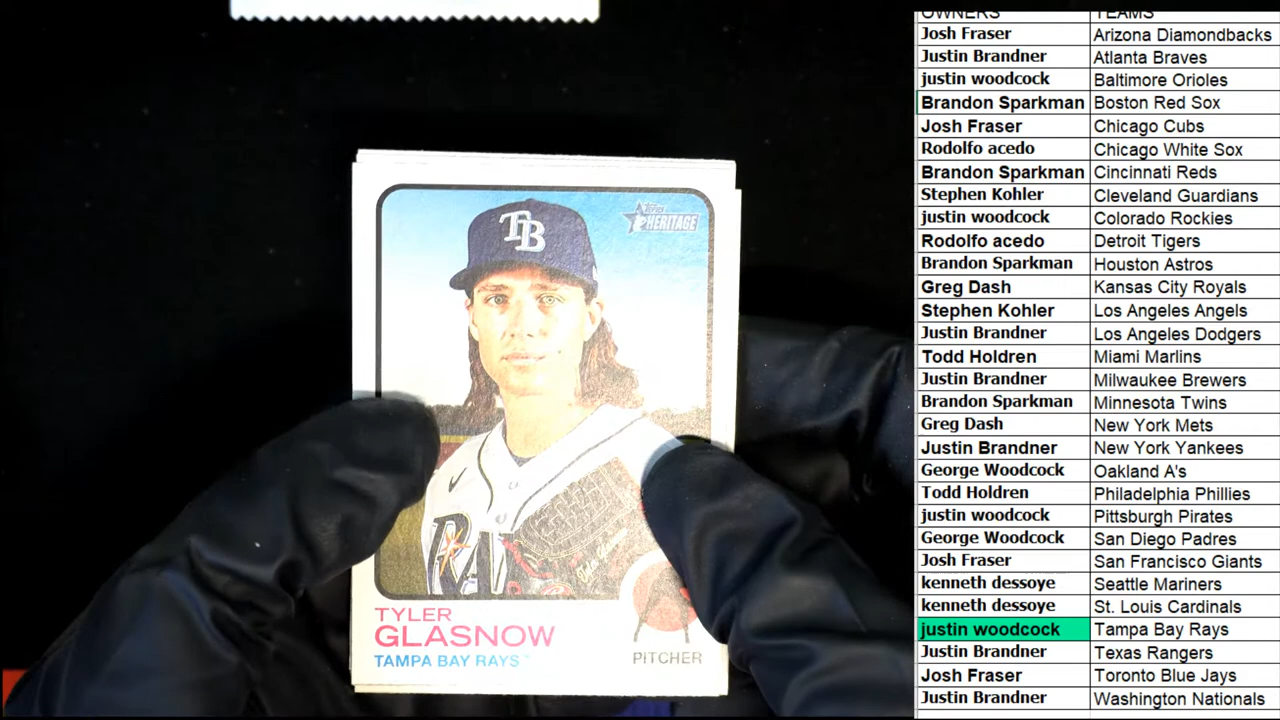 OWNERS TEAMS
Josh Fraser Arizona Diamondbacks
Justin Brandner Atlanta Braves
justin woodcock Baltimore Orioles
Brandon Sparkman Boston Red Sox
Josh Fraser Chicago Cubs
Rodolfo acedo Chicago White Sox
Brandon Sparkman Cincinnati Reds
Stephen Kohler Cleveland Guardians
justin woodcock Colorado Rockies
Rodolfo acedo Detroit Tigers
Brandon Sparkman Houston Astros
Greg Dash Kansas City Royals
Stephen Kohler Los Angeles Angels
Justin Brandner Los Angeles Dodgers
Todd Holdren Miami Marlins
Justin Brandner Milwaukee Brewers
Brandon Sparkman Minnesota Twins
Greg Dash New York Mets
Justin Brandner New York Yankees
George Woodcock Oakland A's
Todd Holdren Philadelphia Phillies
justin woodcock Pittsburgh Pirates
George Woodcock San Diego Padres
Josh Fraser San Francisco Giants
kenneth dessoye Seattle Mariners
kenneth dessoye St. Louis Cardinals
justin woodcock Tampa Bay Rays
Justin Brandner Texas Rangers
Josh Fraser Toronto Blue Jays
Justin Brandner Washington Nationals
TB
Topps
HERITAGE
TYLER
GLASNOW
TAMPA BAY RAYS
PITCHER